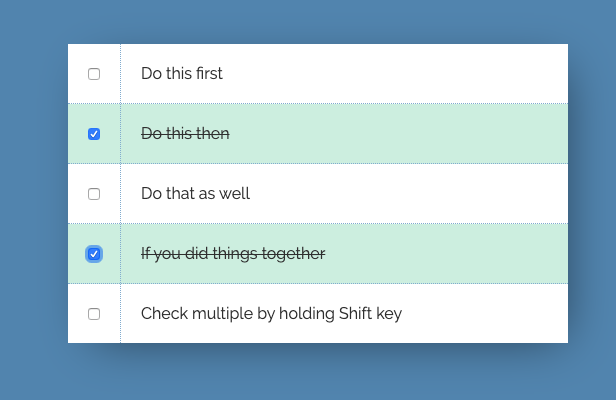 Do this first
Do this then
Do that as well
If you did things together
Check multiple by holding Shift key